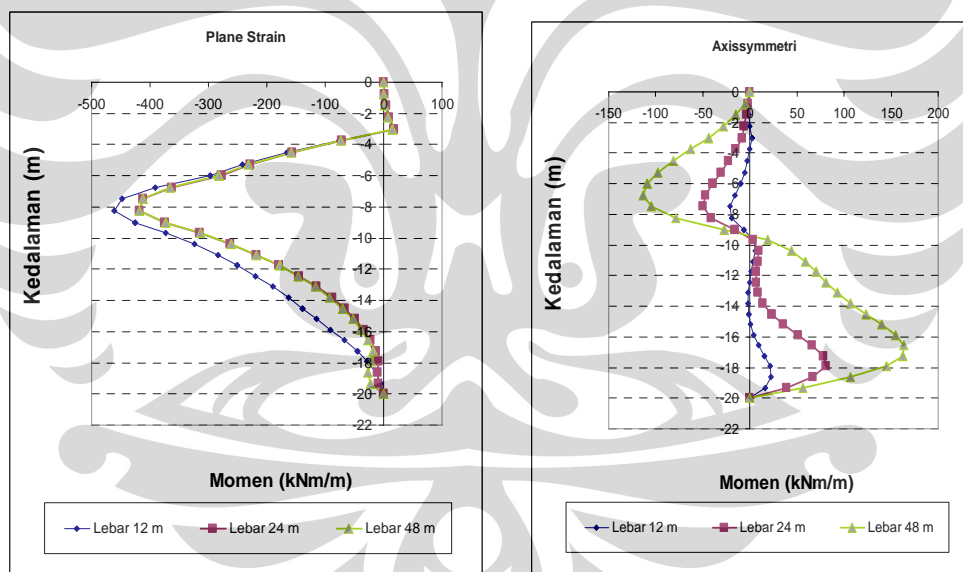 Plane Strain
-500 -400 -300 -200 -100 0 100
0
-2
-4
-6
-8
-10
-12
-14
-16
-18
-20
-22
Kedalaman (m)
Momen (kNm/m)
Lebar 12 m Lebar 24 m Lebar 48 m
Axissymmetri
-150 -100 -50 0 50 100 150 200
0
-2
-4
-6
-8
-10
-12
-14
-16
-18
-20
-22
Kedalaman (m)
Momen (kNm/m)
Lebar 12 m Lebar 24 m Lebar 48 m